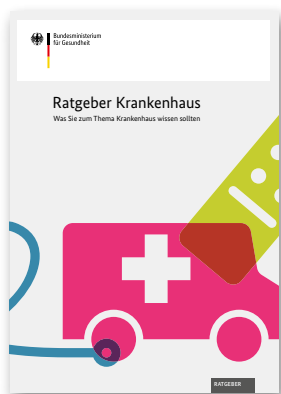 Bundesministerium
für Gesundheit
Ratgeber Krankenhaus
Was Sie zum Thema Krankenhaus wissen sollten
RATGEBER